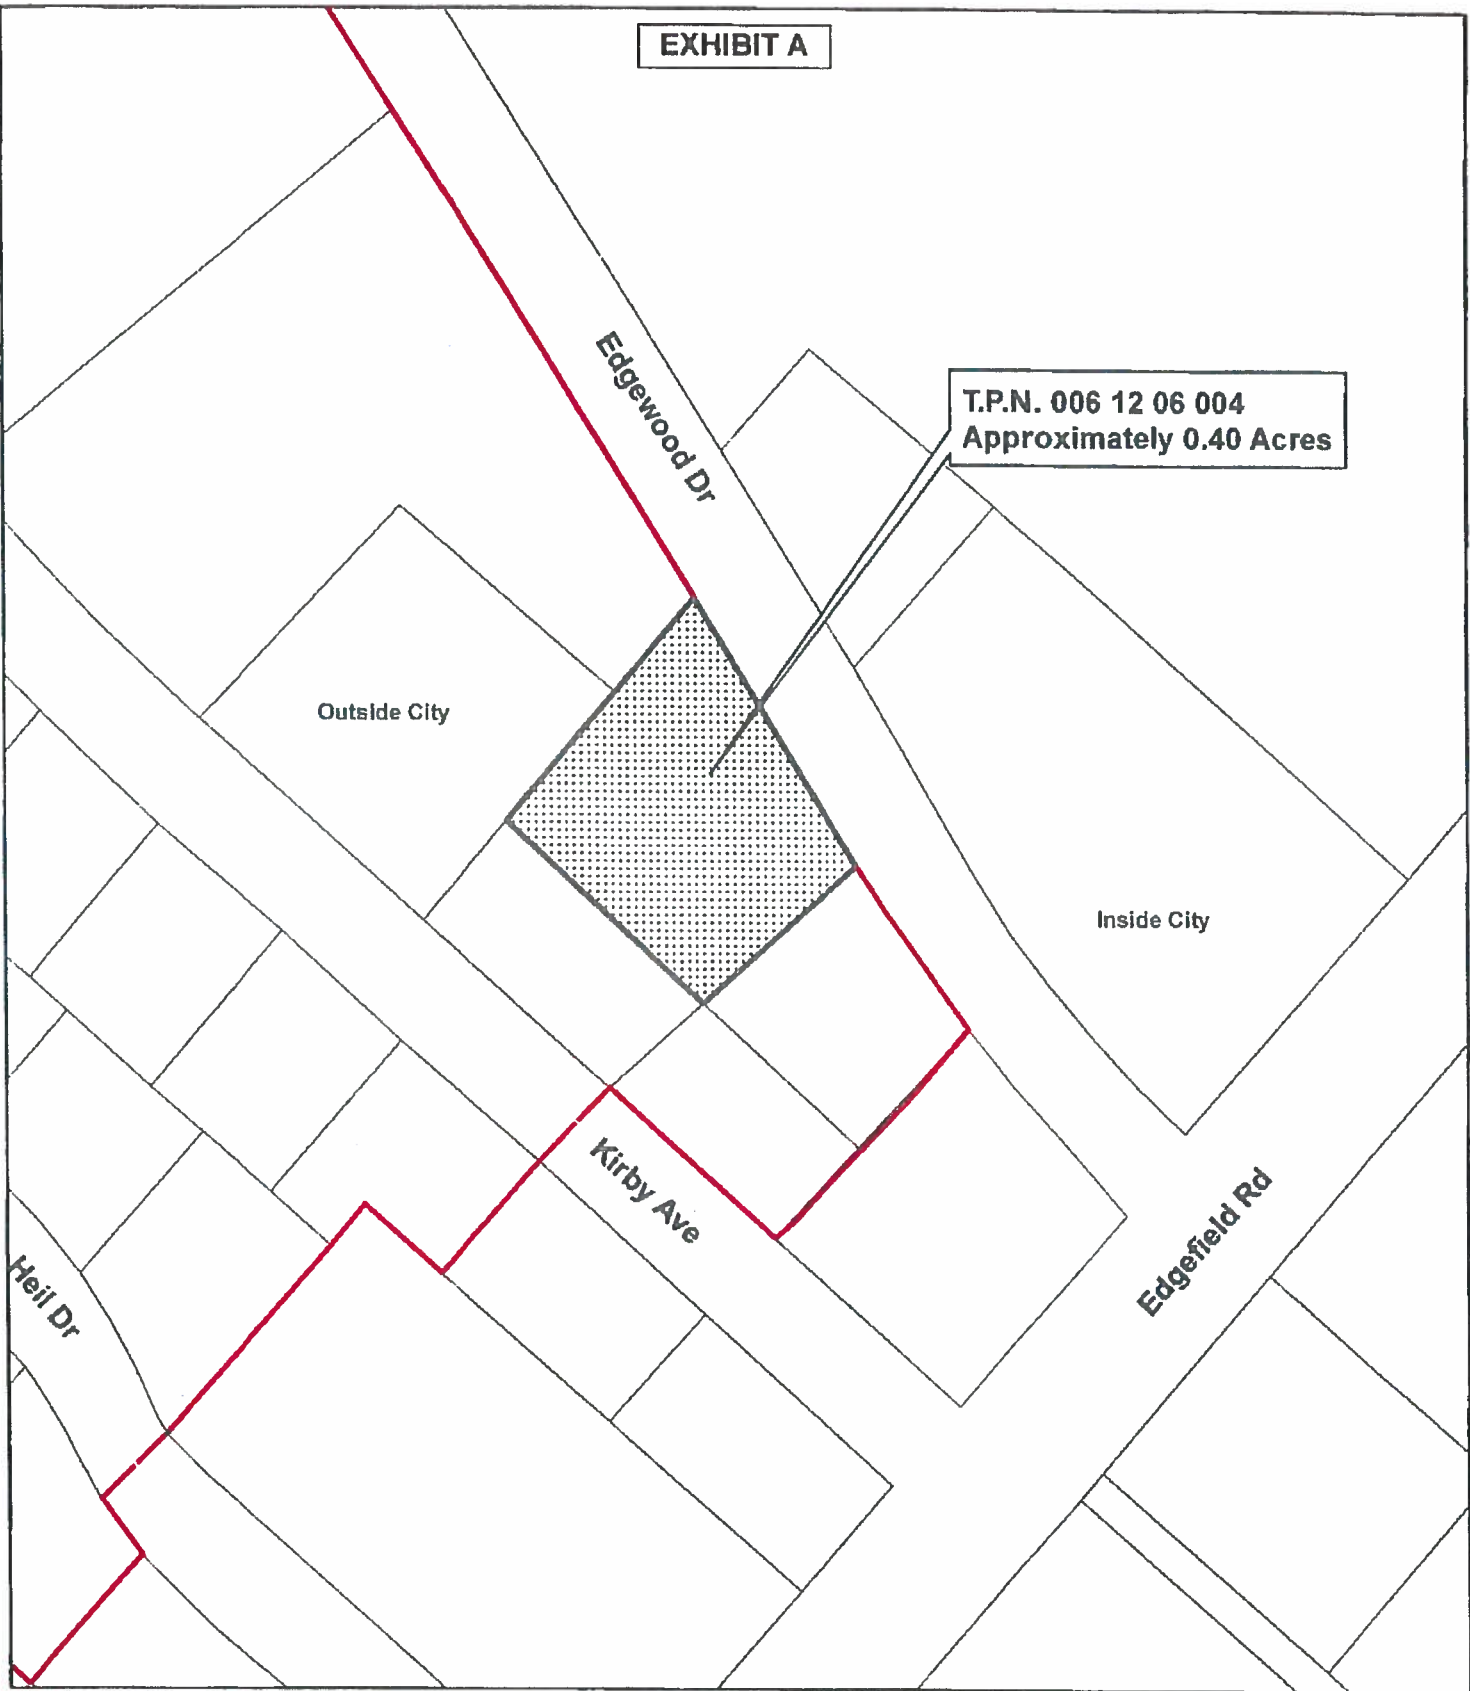 EXHIBIT A
Edgewood Dr
T.P.N. 006 12 06 004
Approximately 0.40 Acres
Outside City
Inside City
Kirby Ave
Edgefield Rd
Heil Dr